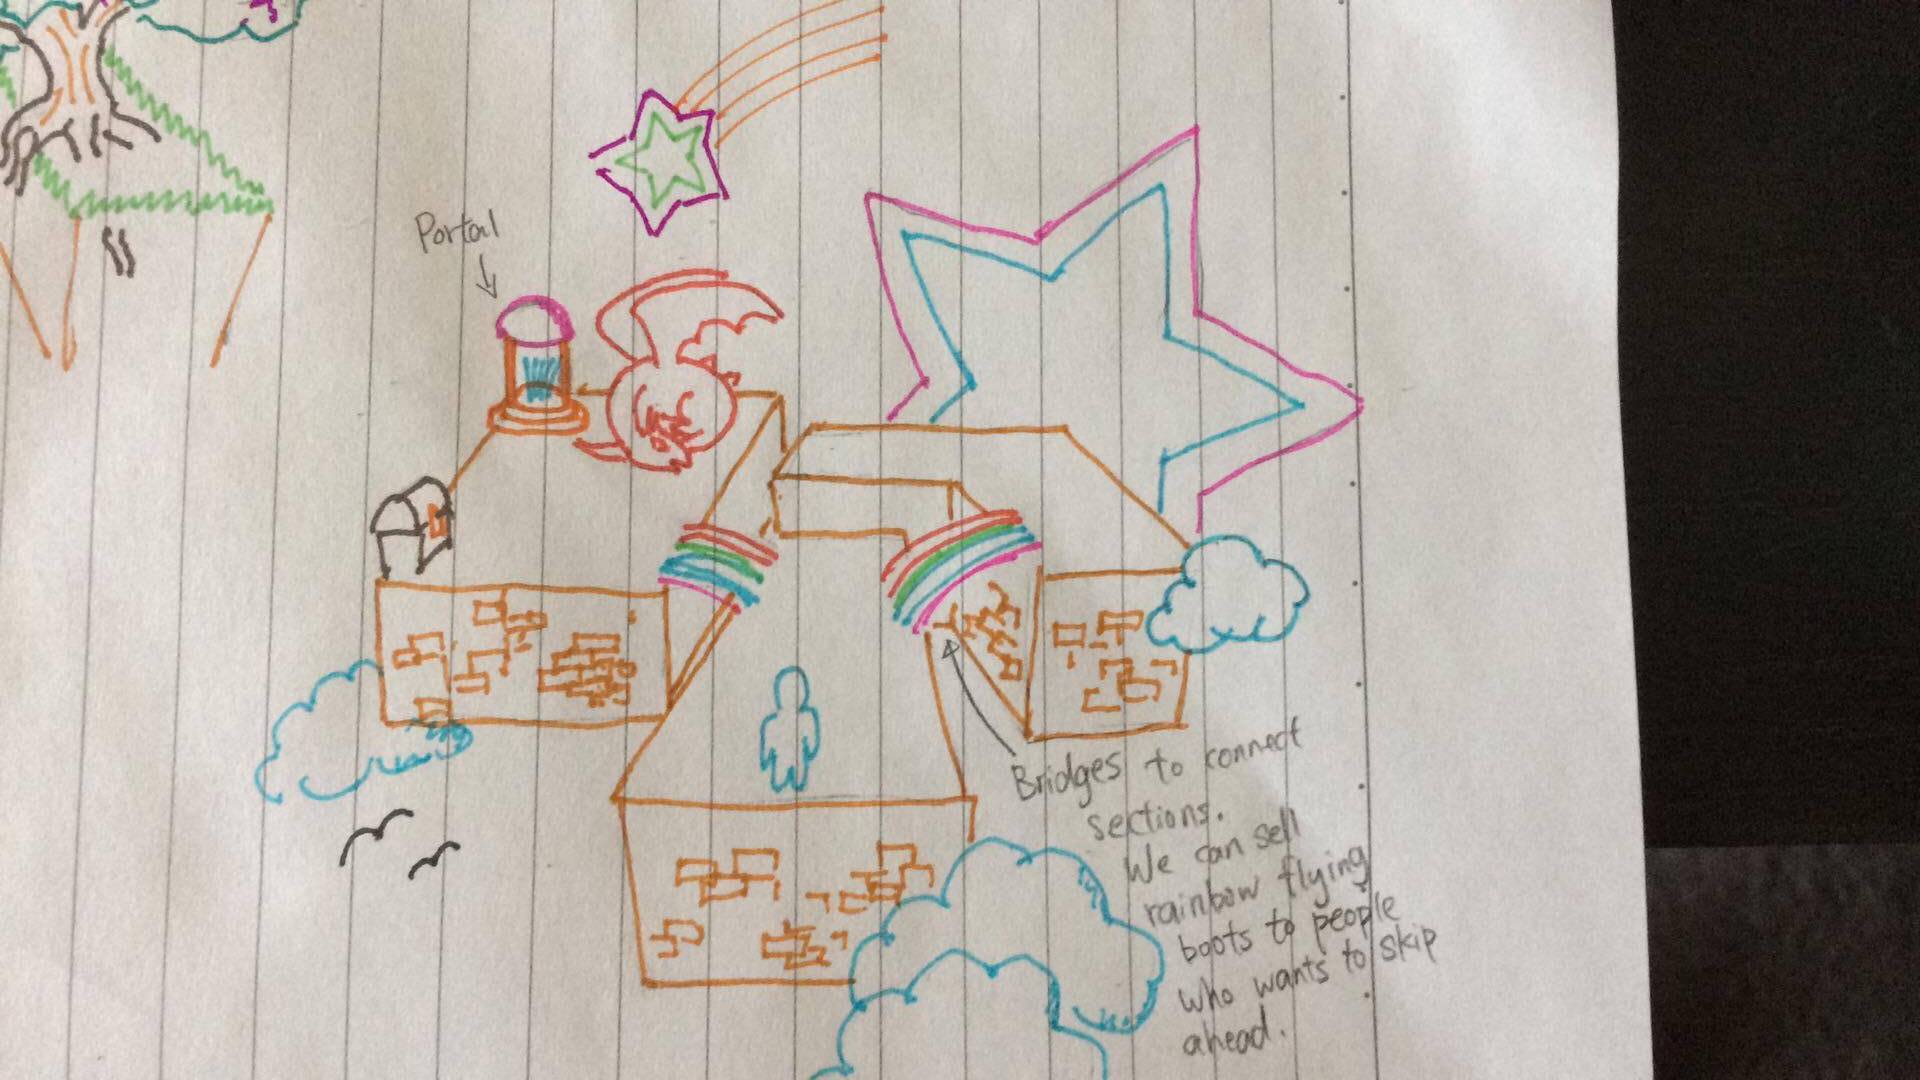 Portal
Bridges to connect
sections.
We can sell
rainbow flying
boots to people
who wants to skip
ahead.